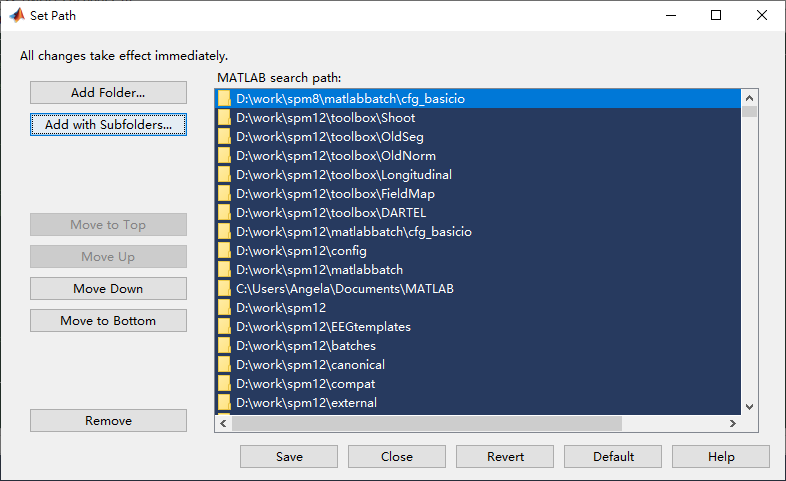 Set Path
All changes take effect immediately.
MATLAB search path:
Add Folder...
Add with Subfolders...
Move to Top
Move Up
Move Down
Move to Bottom
Remove
D:\work\spm8\matlabbatch\cfg_basicio
D:\work\spm12\toolbox\Shoot
D:\work\spm12\toolbox\OldSeg
D:\work\spm12\toolbox\OldNorm
D:\work\spm12\toolbox\Longitudinal
D:\work\spm12\toolbox\FieldMap
D:\work\spm12\toolbox\DARTEL
D:\work\spm12\matlabbatch\cfg_basicio
D:\work\spm12\config
D:\work\spm12\matlabbatch
C:\Users\Angela\Documents\MATLAB
D:\work\spm12
D:\work\spm12\EEGtemplates
D:\work\spm12\batches
D:\work\spm12\canonical
D:\work\spm12\compat
D:\work\spm12\external
Save Close Revert Default Help